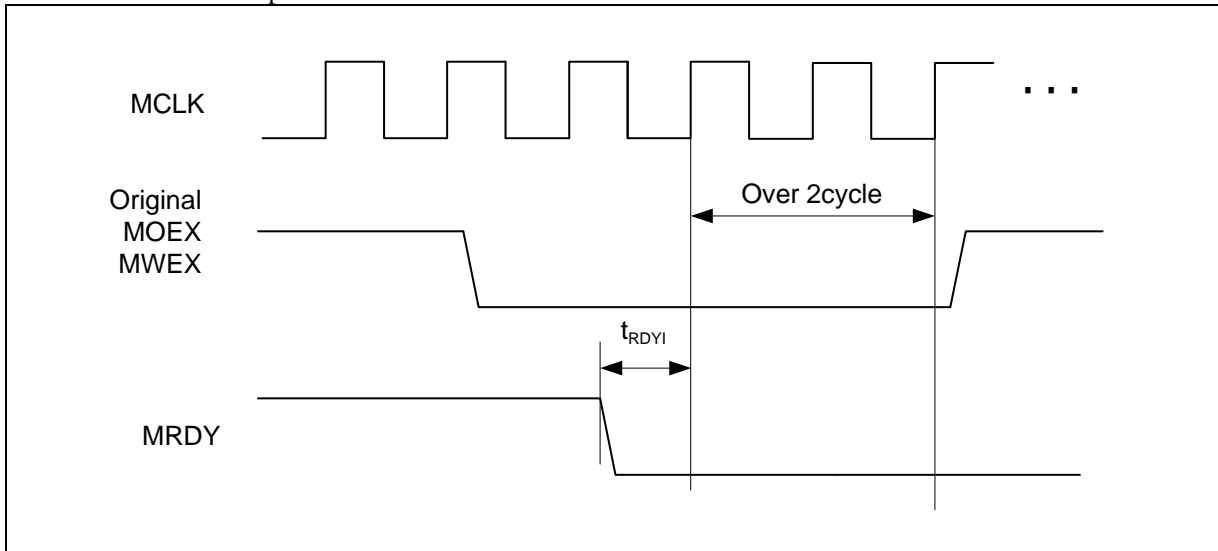 MCLK
. . .
Original
MOEX
MWEX
Over 2cycle
tRDYI
MRDY